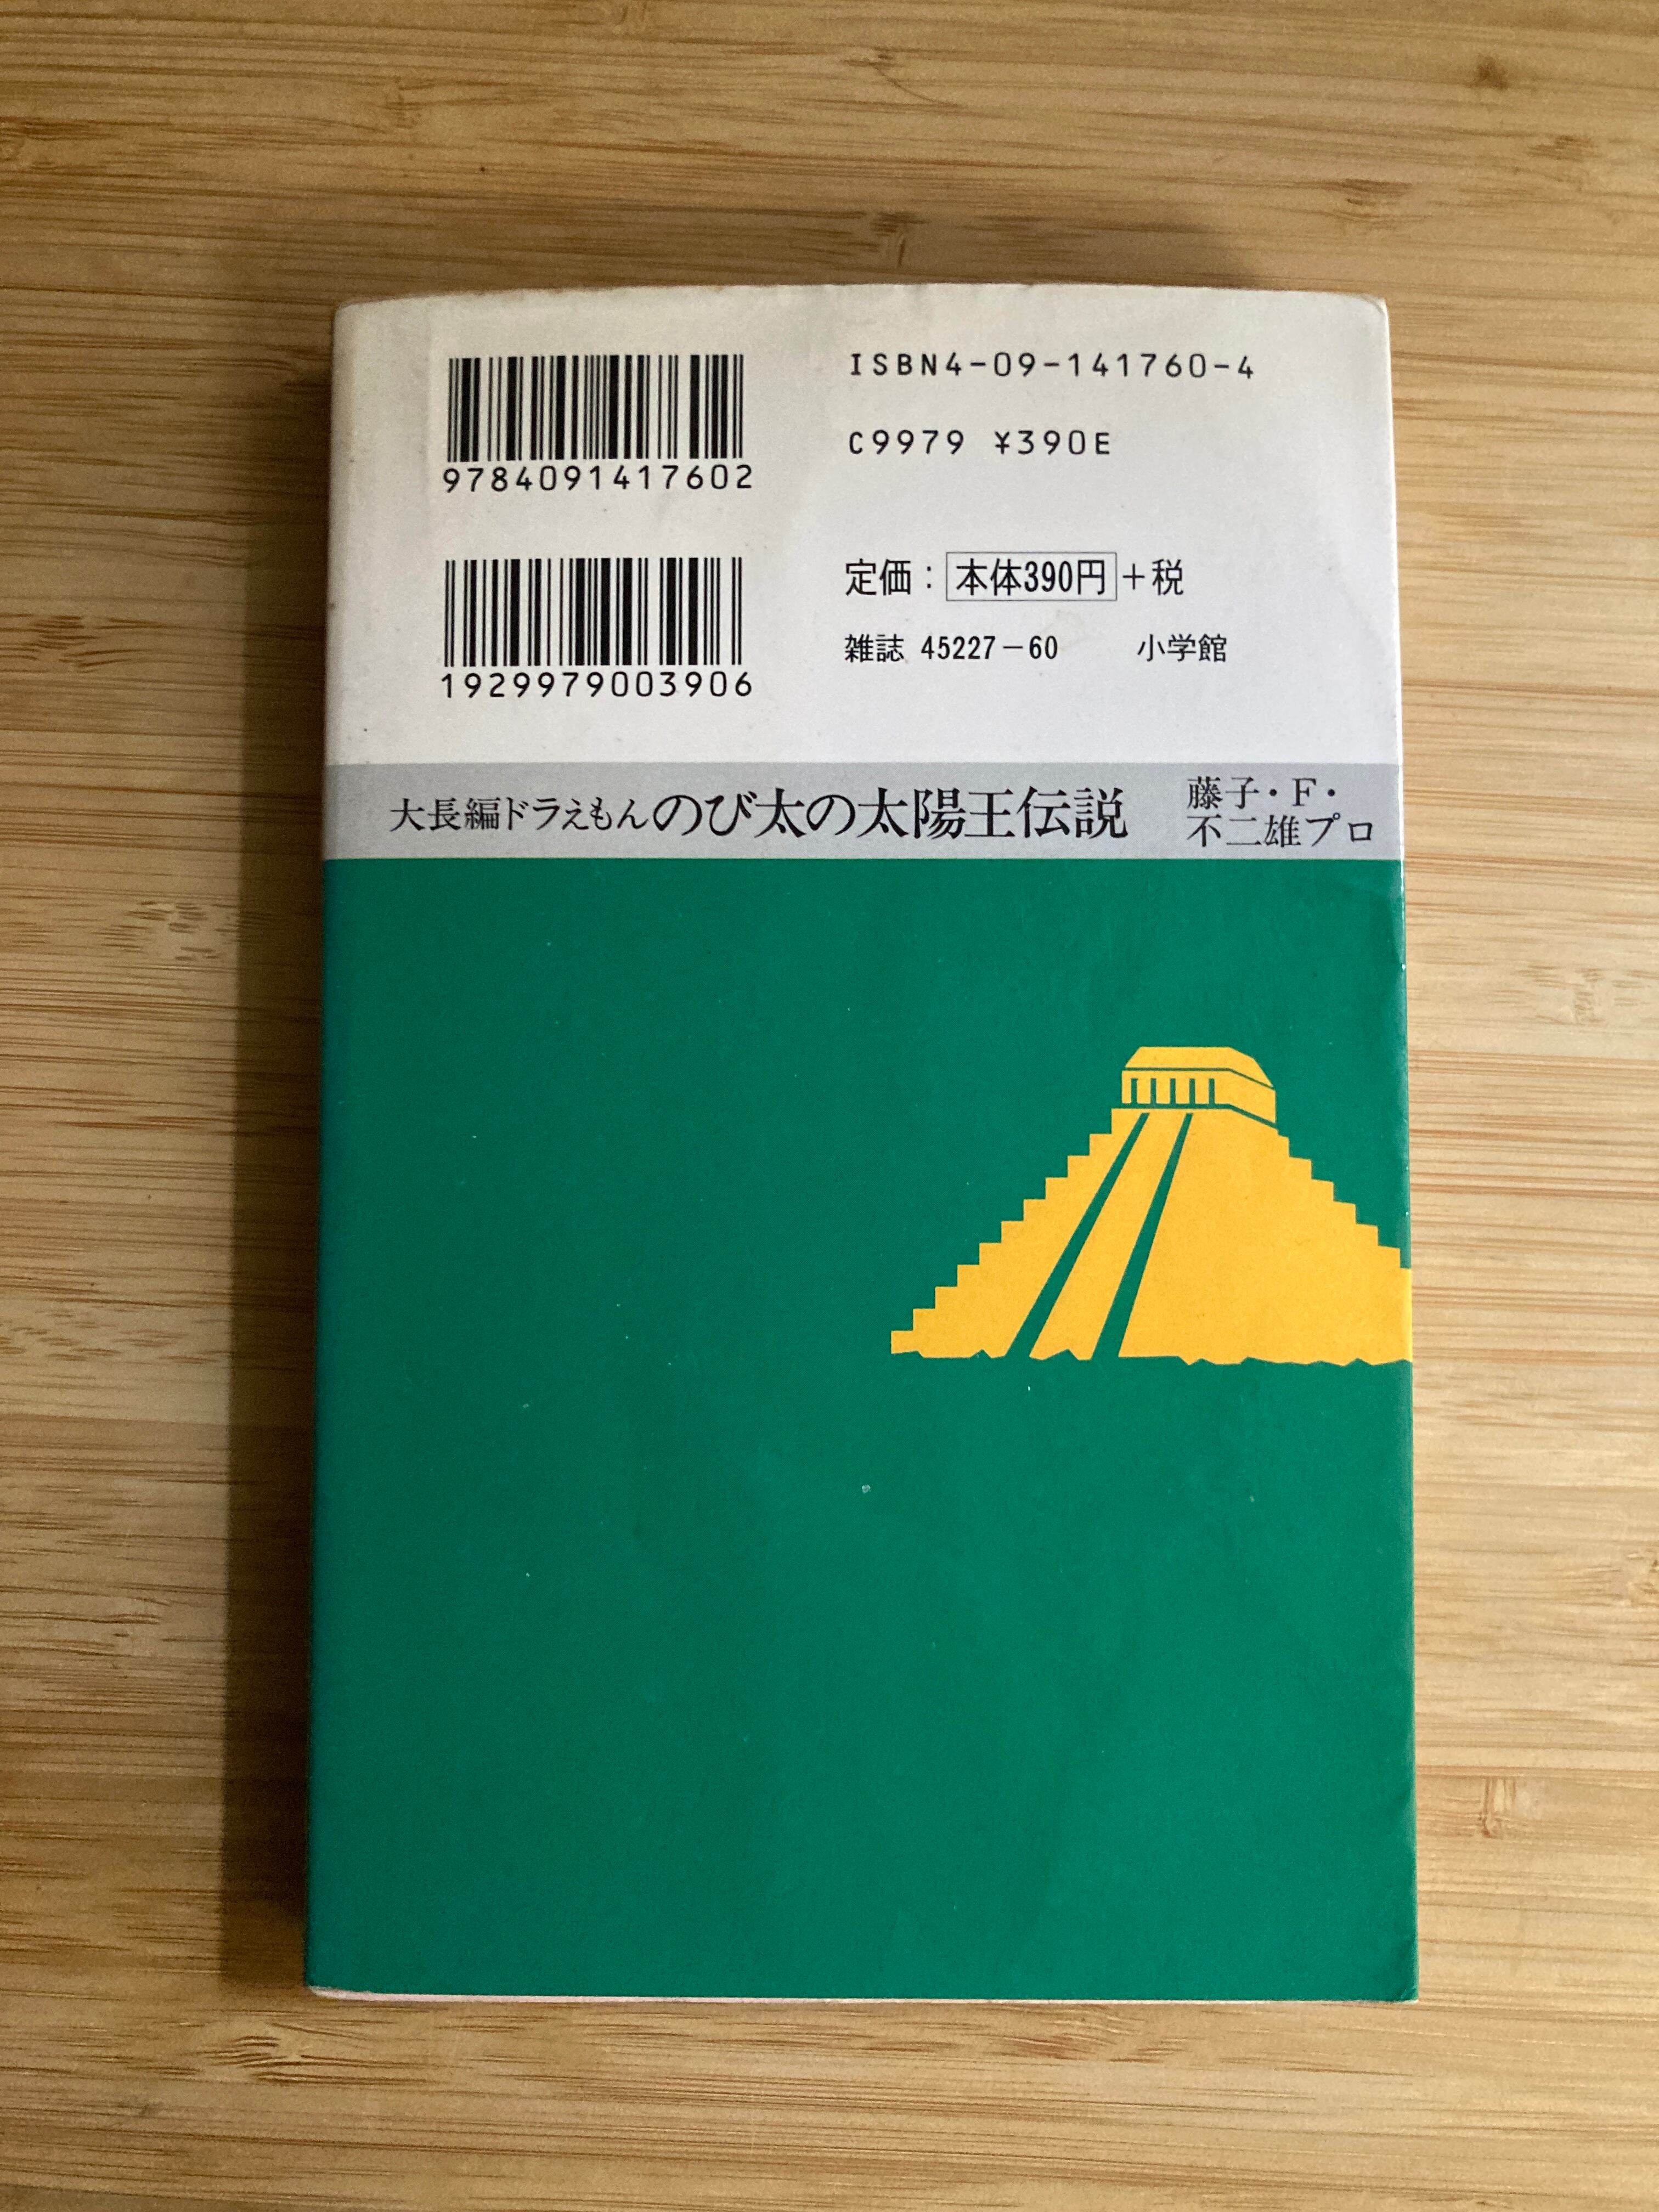 9784091417602
ISBN4-09-141760-4
C9979 ¥390E
1929979003906
定価：本体390円+税
雑誌 45227-60 小学館
大長編ドラえもん のび太の太陽王伝説
藤子・F・
不二雄プロ